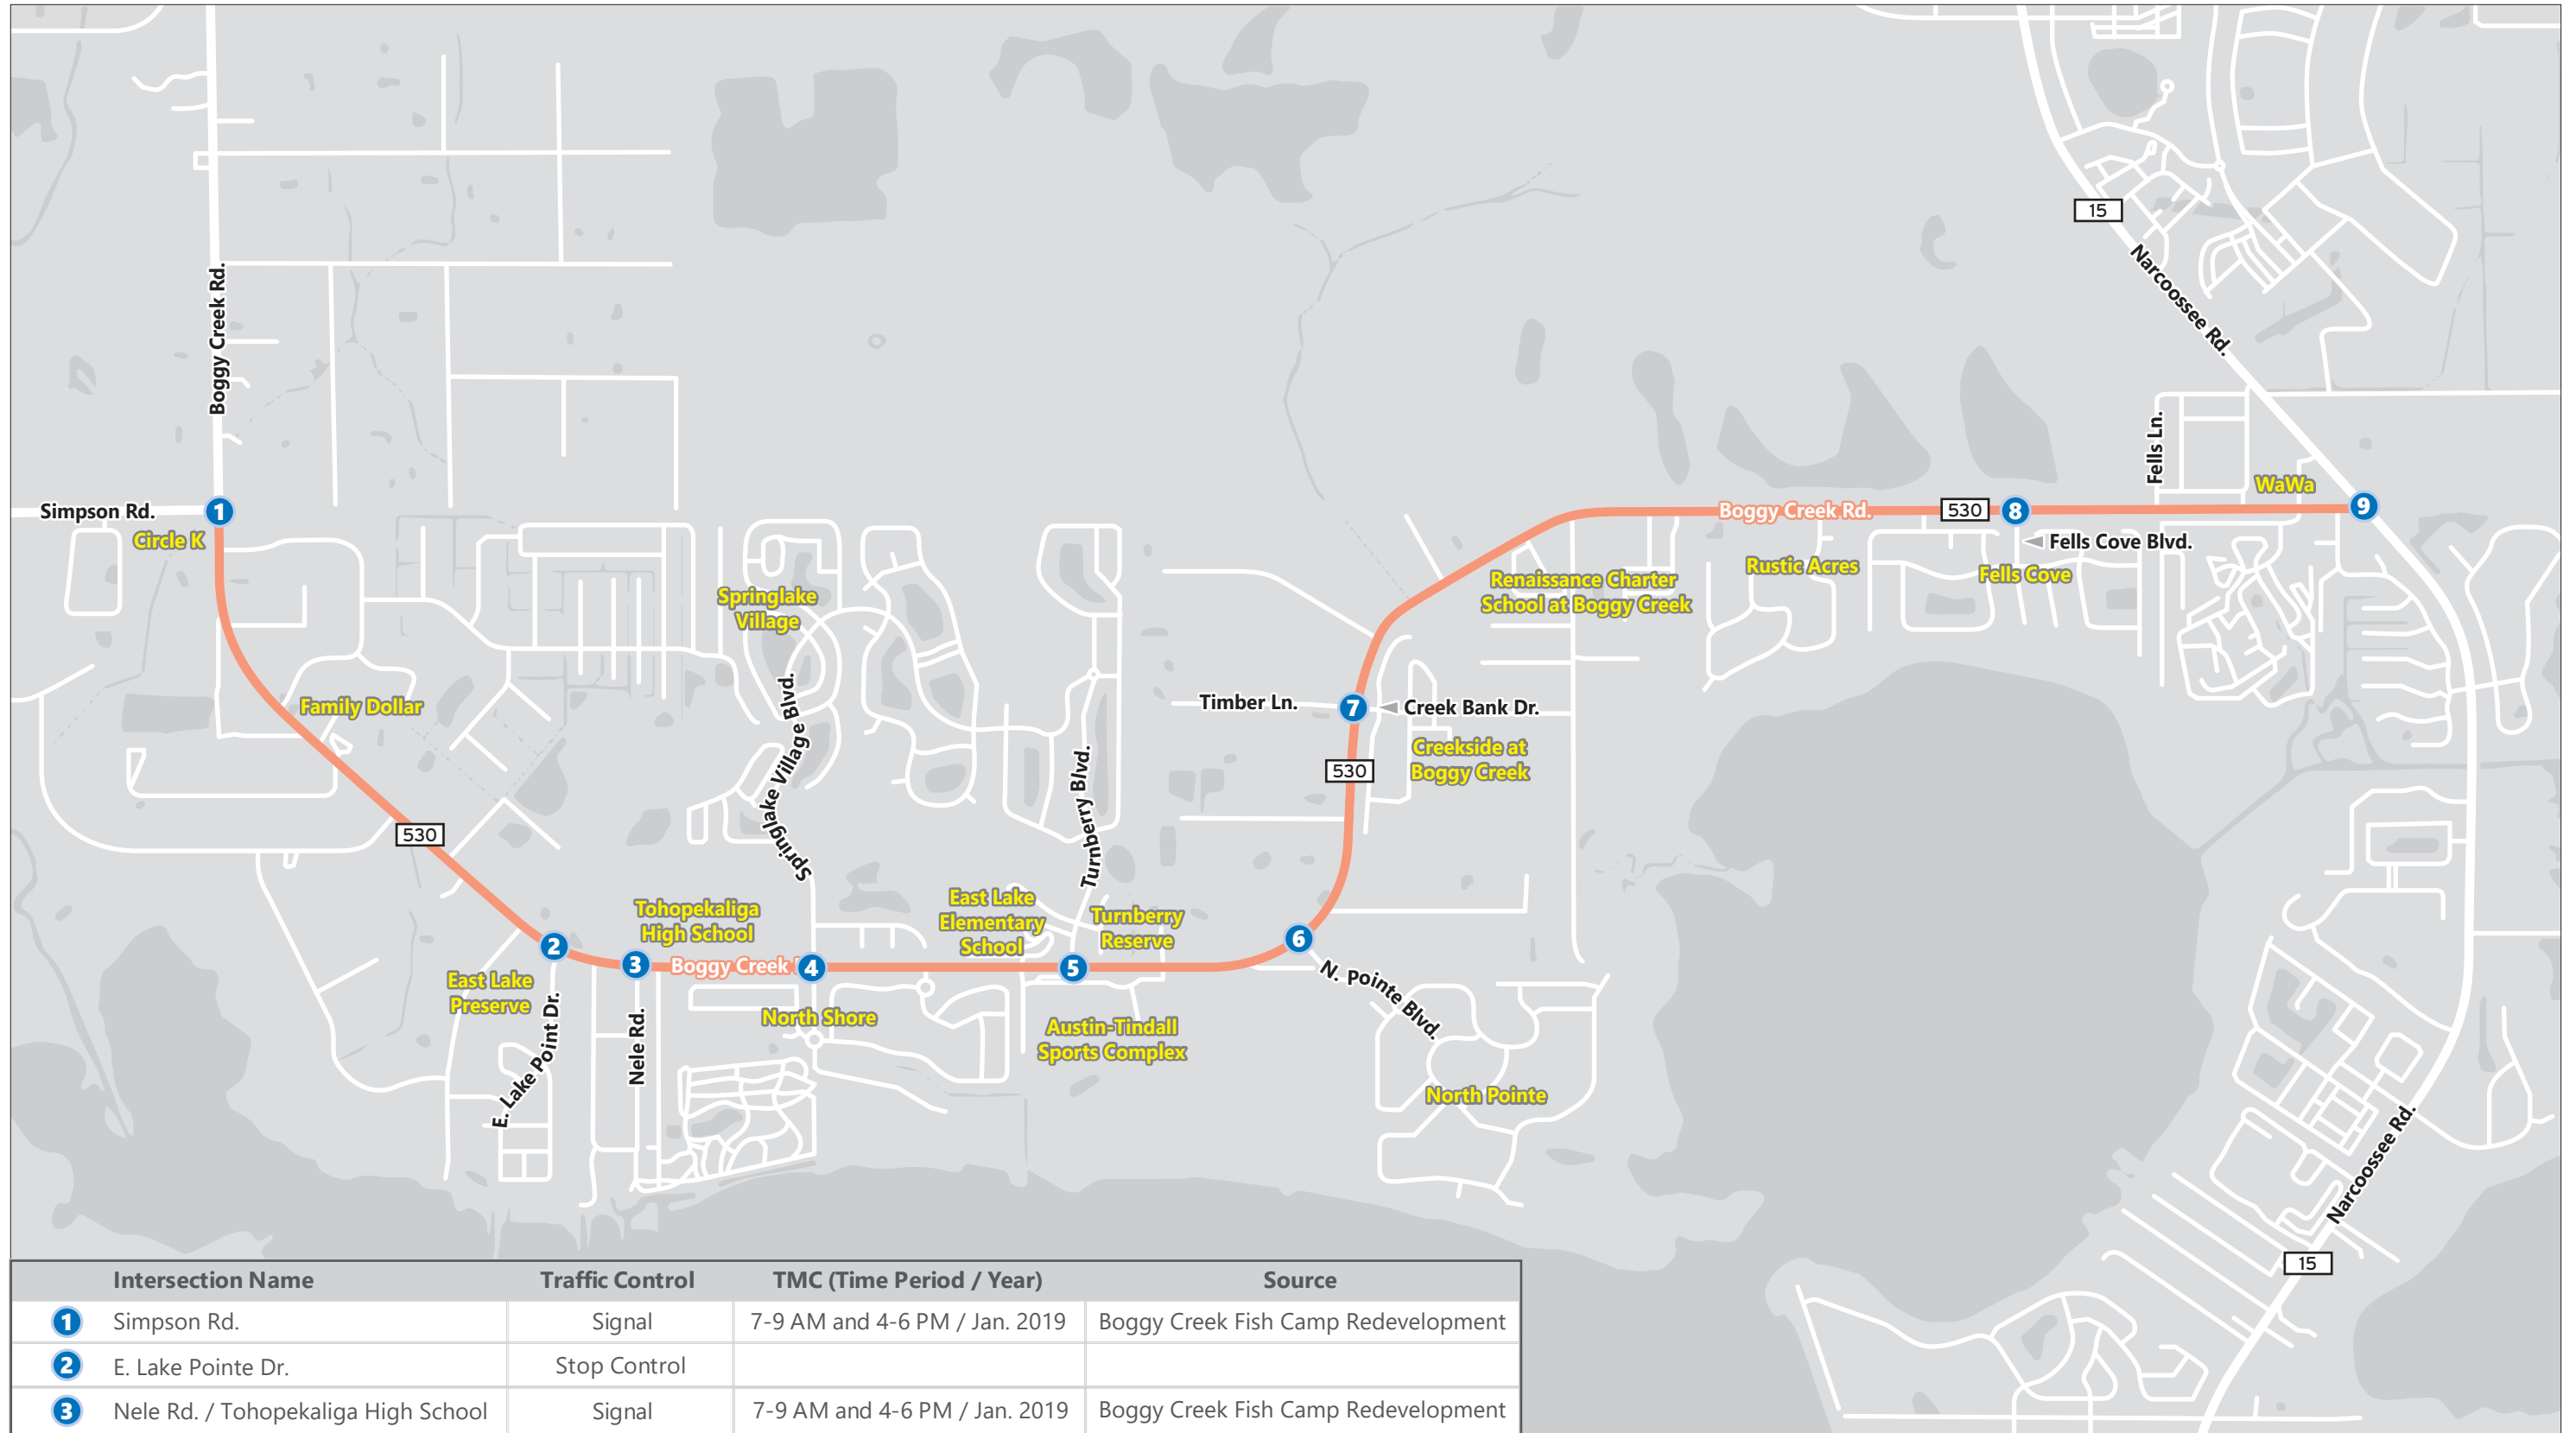 15
Narcoossee Rd.
Boggy Creek Rd.
Fells Ln.
WaWa
Simpson Rd.
1
Circle K
Boggy Creek Rd.
530
8
9
Fells Cove Blvd.
Rustic Acres
Fells Cove
Renaissance Charter
School at Boggy Creek
Springlake
Village
Springlake Village Blvd.
Family Dollar
Timber Ln.
7
Creek Bank Dr.
Creekside at
Boggy Creek
530
Turnberry Blvd.
530
Tohopekaliga
High School
East Lake
Elementary
School
Turnberry
Reserve
2
3
Boggy Creek
4
5
6
East Lake
Preserve
E. Lake Point Dr.
Nele Rd.
North Shore
Austin-Tindall
Sports Complex
N. Pointe Blvd.
North Pointe
Narcoossee Rd.
15
Intersection Name Traffic Control TMC (Time Period / Year) Source
1 Simpson Rd. Signal 7-9 AM and 4-6 PM / Jan. 2019 Boggy Creek Fish Camp Redevelopment
2 E. Lake Pointe Dr. Stop Control
3 Nele Rd. / Tohopekaliga High School Signal 7-9 AM and 4-6 PM / Jan. 2019 Boggy Creek Fish Camp Redevelopment